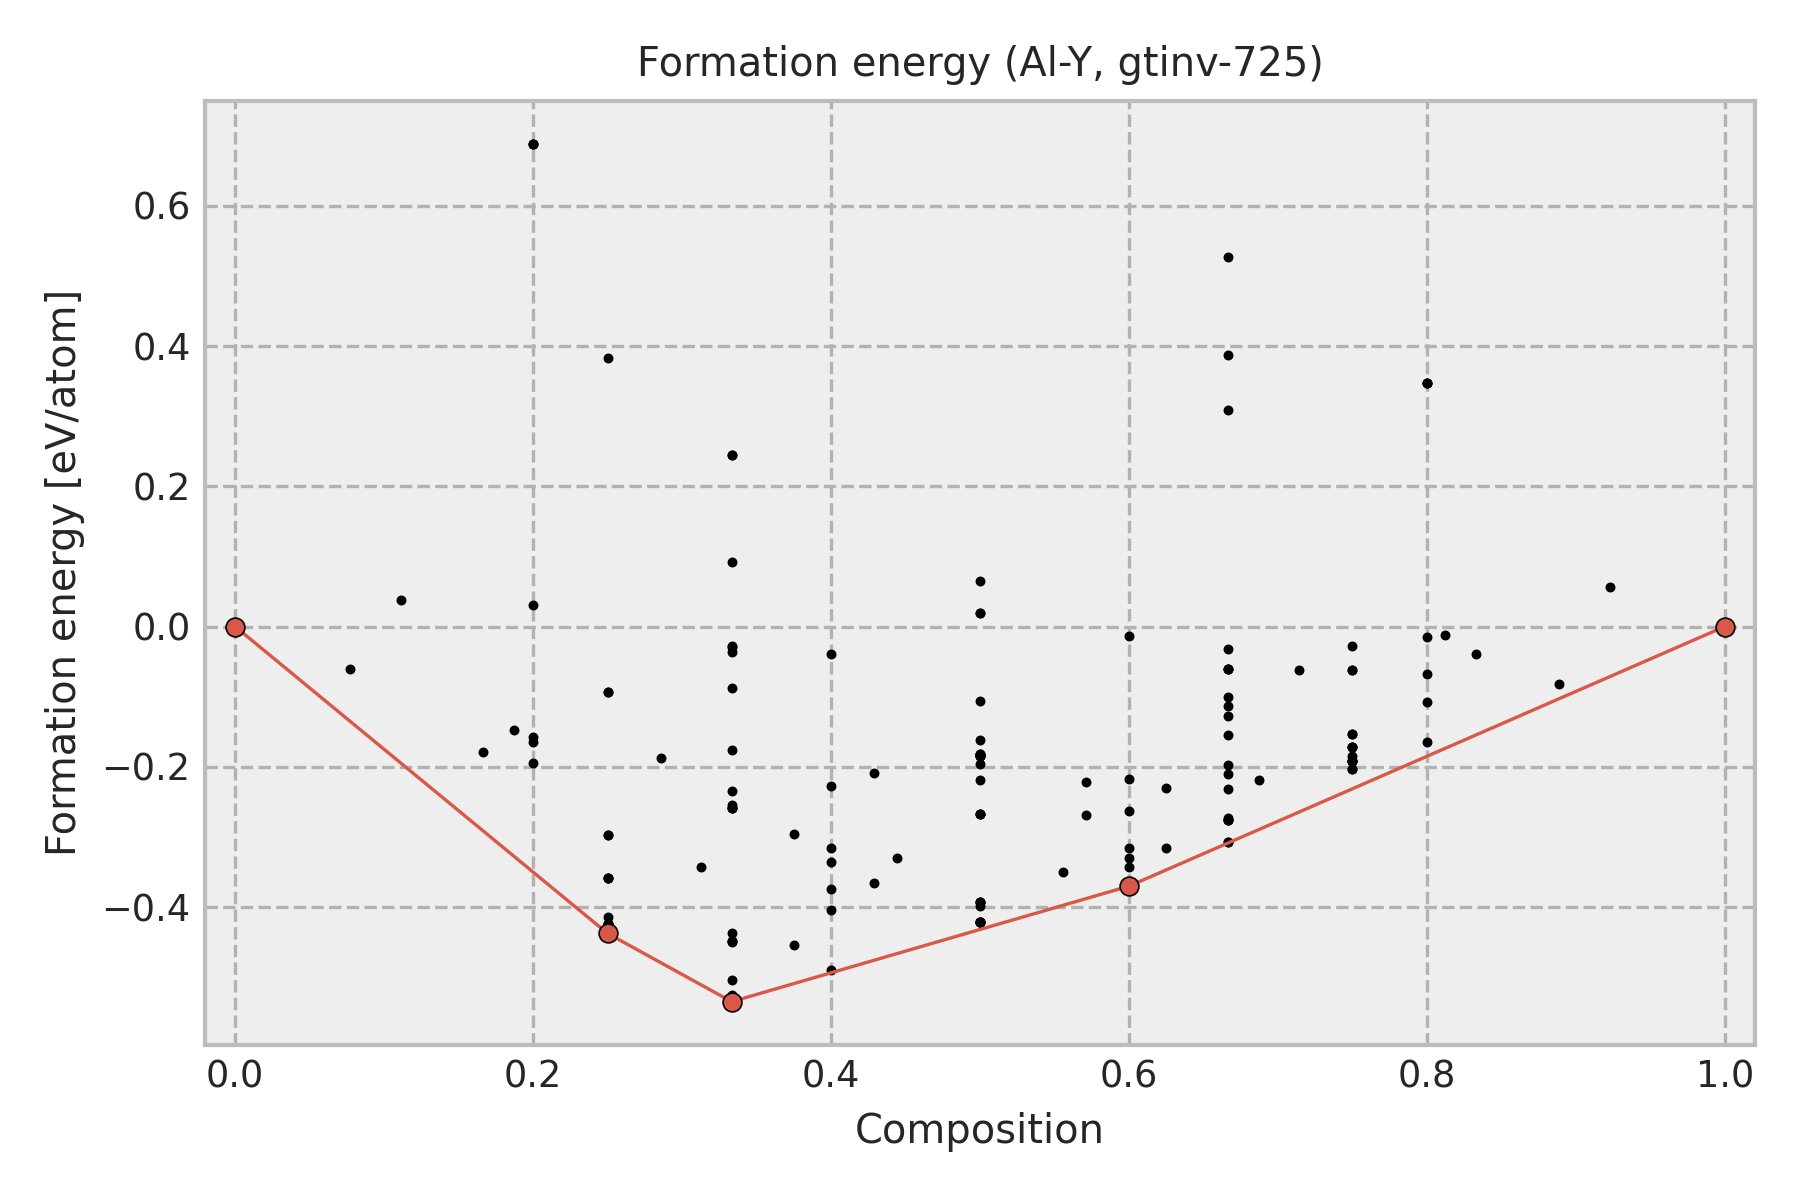 Formation energy (Al-Y, gtinv-725)
Formation energy [eV/atom]
0.6
0.4
0.2
0.0
−0.2
−0.4
0.0 0.2 0.4 0.6 0.8 1.0
Composition